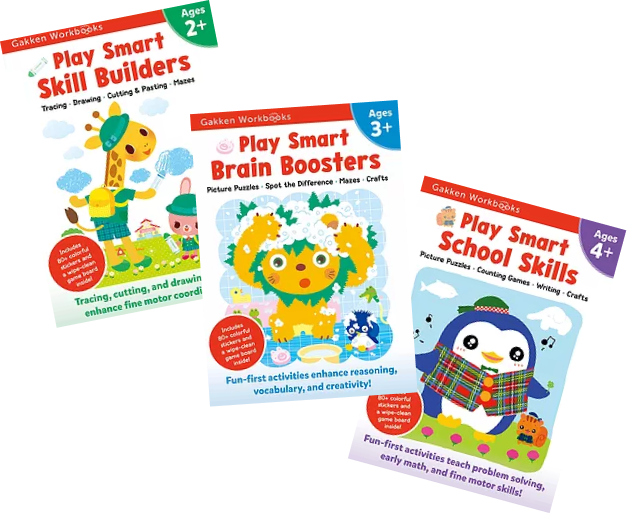 Gakken Workbooks
Ages
2+
Play Smart
Skill Builders
Tracing · Drawing · Cutting & Pasting · Mazes
Includes
80+ colorful
stickers and
a wipe-clean
game board
inside!
Tracing, cutting, and drawin
enhance fine motor coordi
Gakken Workbooks
Ages
3+
Play Smart
Brain Boosters
Picture Puzzles · Spot the Difference · Mazes · Crafts
Includes
80+ colorful
stickers and
a wipe-clean
game board
inside!
Fun-first activities enhance reasoning,
vocabulary, and creativity!
Gakken Workbooks
Ages
4+
Play Smart
School Skills
Picture Puzzles · Counting Games · Writing · Crafts
80+ colorful
stickers and
a wipe-clean
game board
inside!
Fun-first activities teach problem solving,
early math, and fine motor skills!